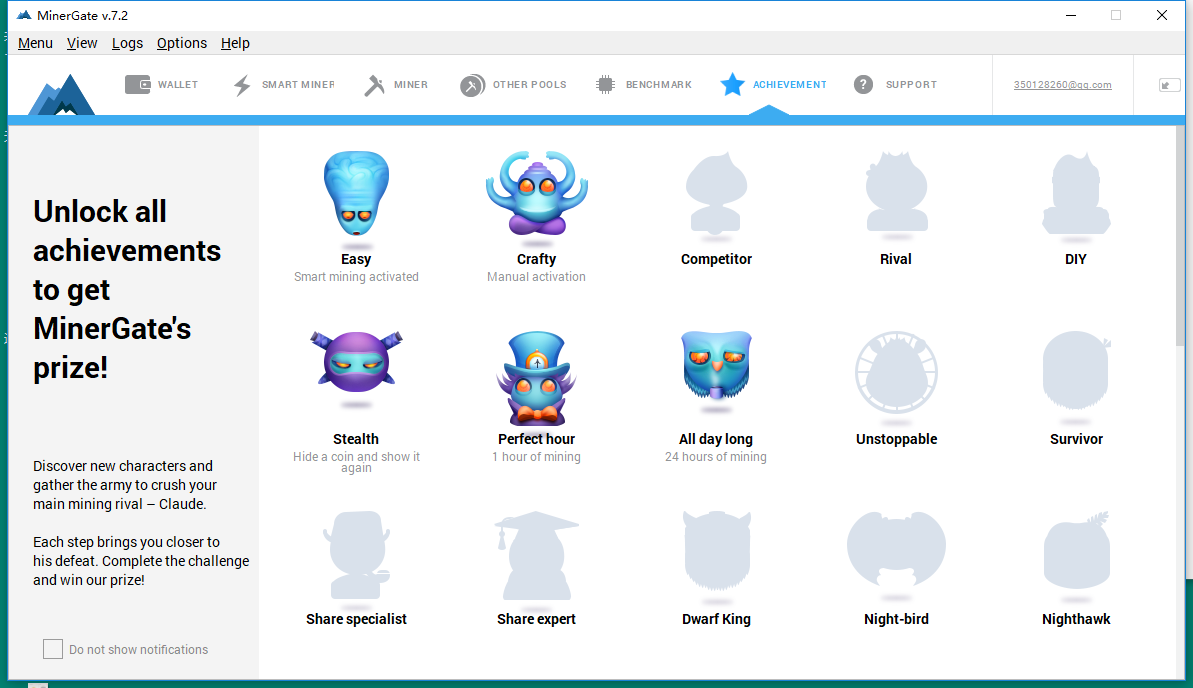 MinerGate v.7.2
Menu View Logs Options Help
WALLET SMART MINER MINER OTHER POOLS BENCHMARK ACHIEVEMENT ? SUPPORT 350128260@qq.com
Unlock all
achievements
to get
MinerGate's
prize!
Discover new characters and
gather the army to crush your
main mining rival – Claude.
Each step brings you closer to
his defeat. Complete the challenge
and win our prize!
Do not show notifications
Easy Crafty Competitor Rival DIY
Smart mining activated Manual activation
Stealth Perfect hour All day long Unstoppable Survivor
Hide a coin and show it 1 hour of mining 24 hours of mining
again
Share specialist Share expert Dwarf King Night-bird Nighthawk